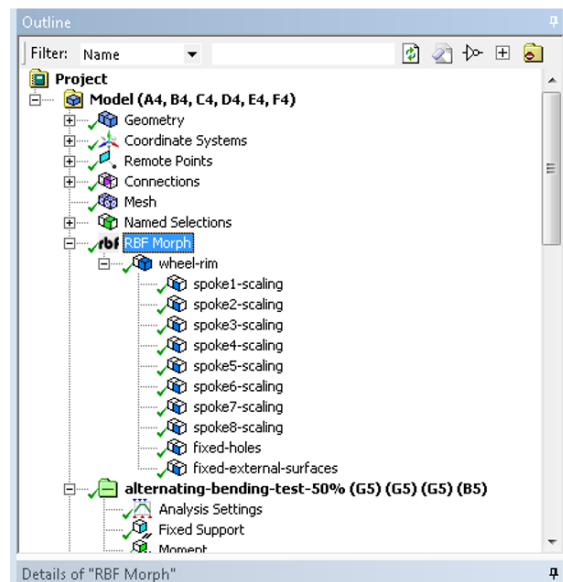 Outline
Filter: Name
Project
Model (A4, B4, C4, D4, E4, F4)
Geometry
Coordinate Systems
Remote Points
Connections
Mesh
Named Selections
rbf RBF Morph
wheel-rim
spoke1-scaling
spoke2-scaling
spoke3-scaling
spoke4-scaling
spoke5-scaling
spoke6-scaling
spoke7-scaling
spoke8-scaling
fixed-holes
fixed-external-surfaces
alternating-bending-test-50% (G5) (G5) (G5) (B5)
Analysis Settings
Fixed Support
Moment
Details of "RBF Morph"